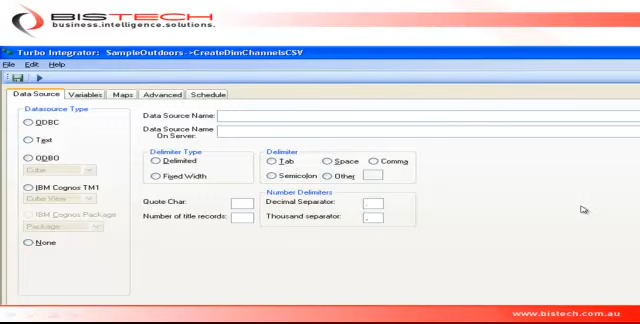 BISTECH
business.intelligence.solutions.
Turbo Integrator: SampleOutdoors->CreateDimChannelsCSV
File Edit Help
Data Source Variables Maps Advanced Schedule
Datasource Type
ODBC
Text
ODBO
Cube
IBM Cognos TM1
Cube View
IBM Cognos Package
Package
None
Data Source Name:
Data Source Name
On Server:
Delimiter Type
Delimited
Fixed Width
Delimiter
Tab Space Comma
Semicolon Other
Quote Char:
Number of title records:
Number Delimiters
Decimal Separator: .
Thousand separator: ,
www.bistech.com.au